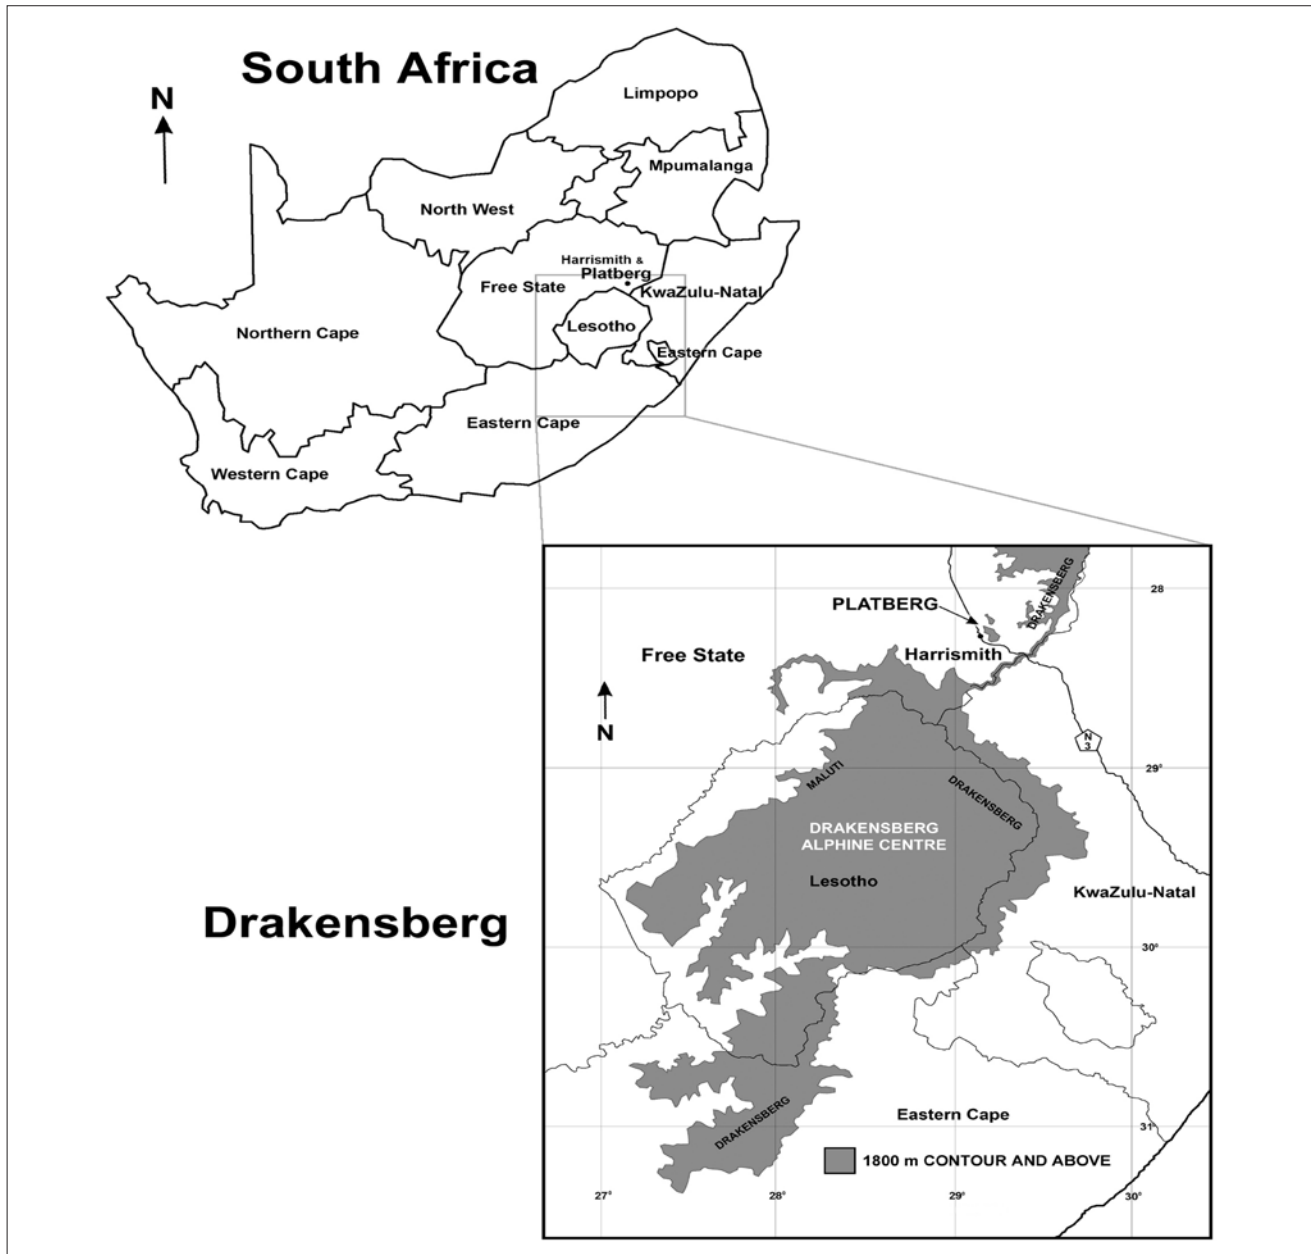 South Africa
N
Limpopo
Mpumalanga
North West
Harrismith &
Platberg
Free State
KwaZulu-Natal
Lesotho
Northern Cape
Eastern Cape
Eastern Cape
Western Cape
Drakensberg
DRAKENSBERG
28
PLATBERG
Harrismith
Free State
N
N
3
29°
MALUTI
DRAKENSBERG
DRAKENSBERG
ALPHINE CENTRE
Lesotho
KwaZulu-Natal
30°
DRAKENSBERG
Eastern Cape
31°
1800 m CONTOUR AND ABOVE
27°
28°
29°
30°